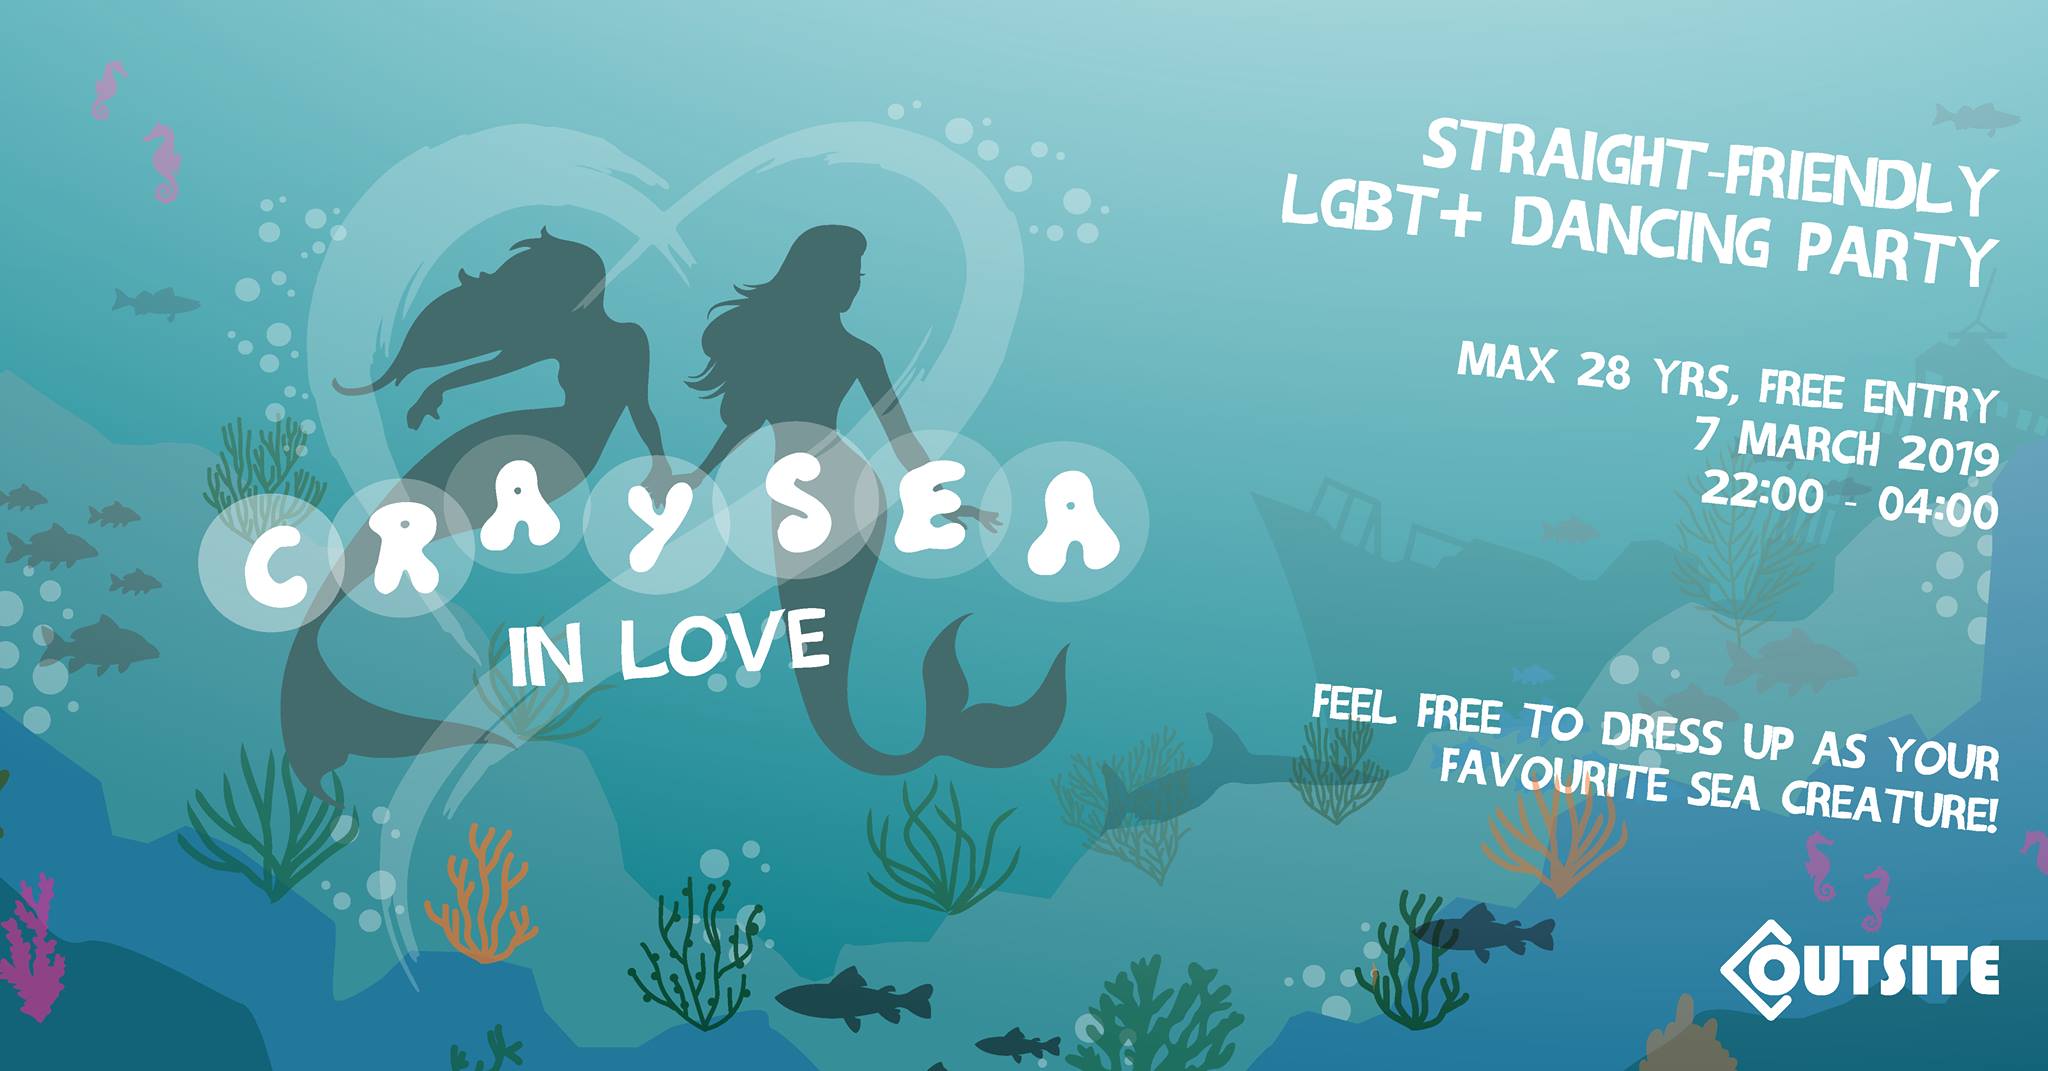 CRAYSEA
IN LOVE
STRAIGHT-FRIENDLY
LGBT+ DANCING PARTY
MAX 28 YRS, FREE ENTRY
7 MARCH 2019
22:00 - 04:00
FEEL FREE TO DRESS UP AS YOUR
FAVOURITE SEA CREATURE!
OUTSITE